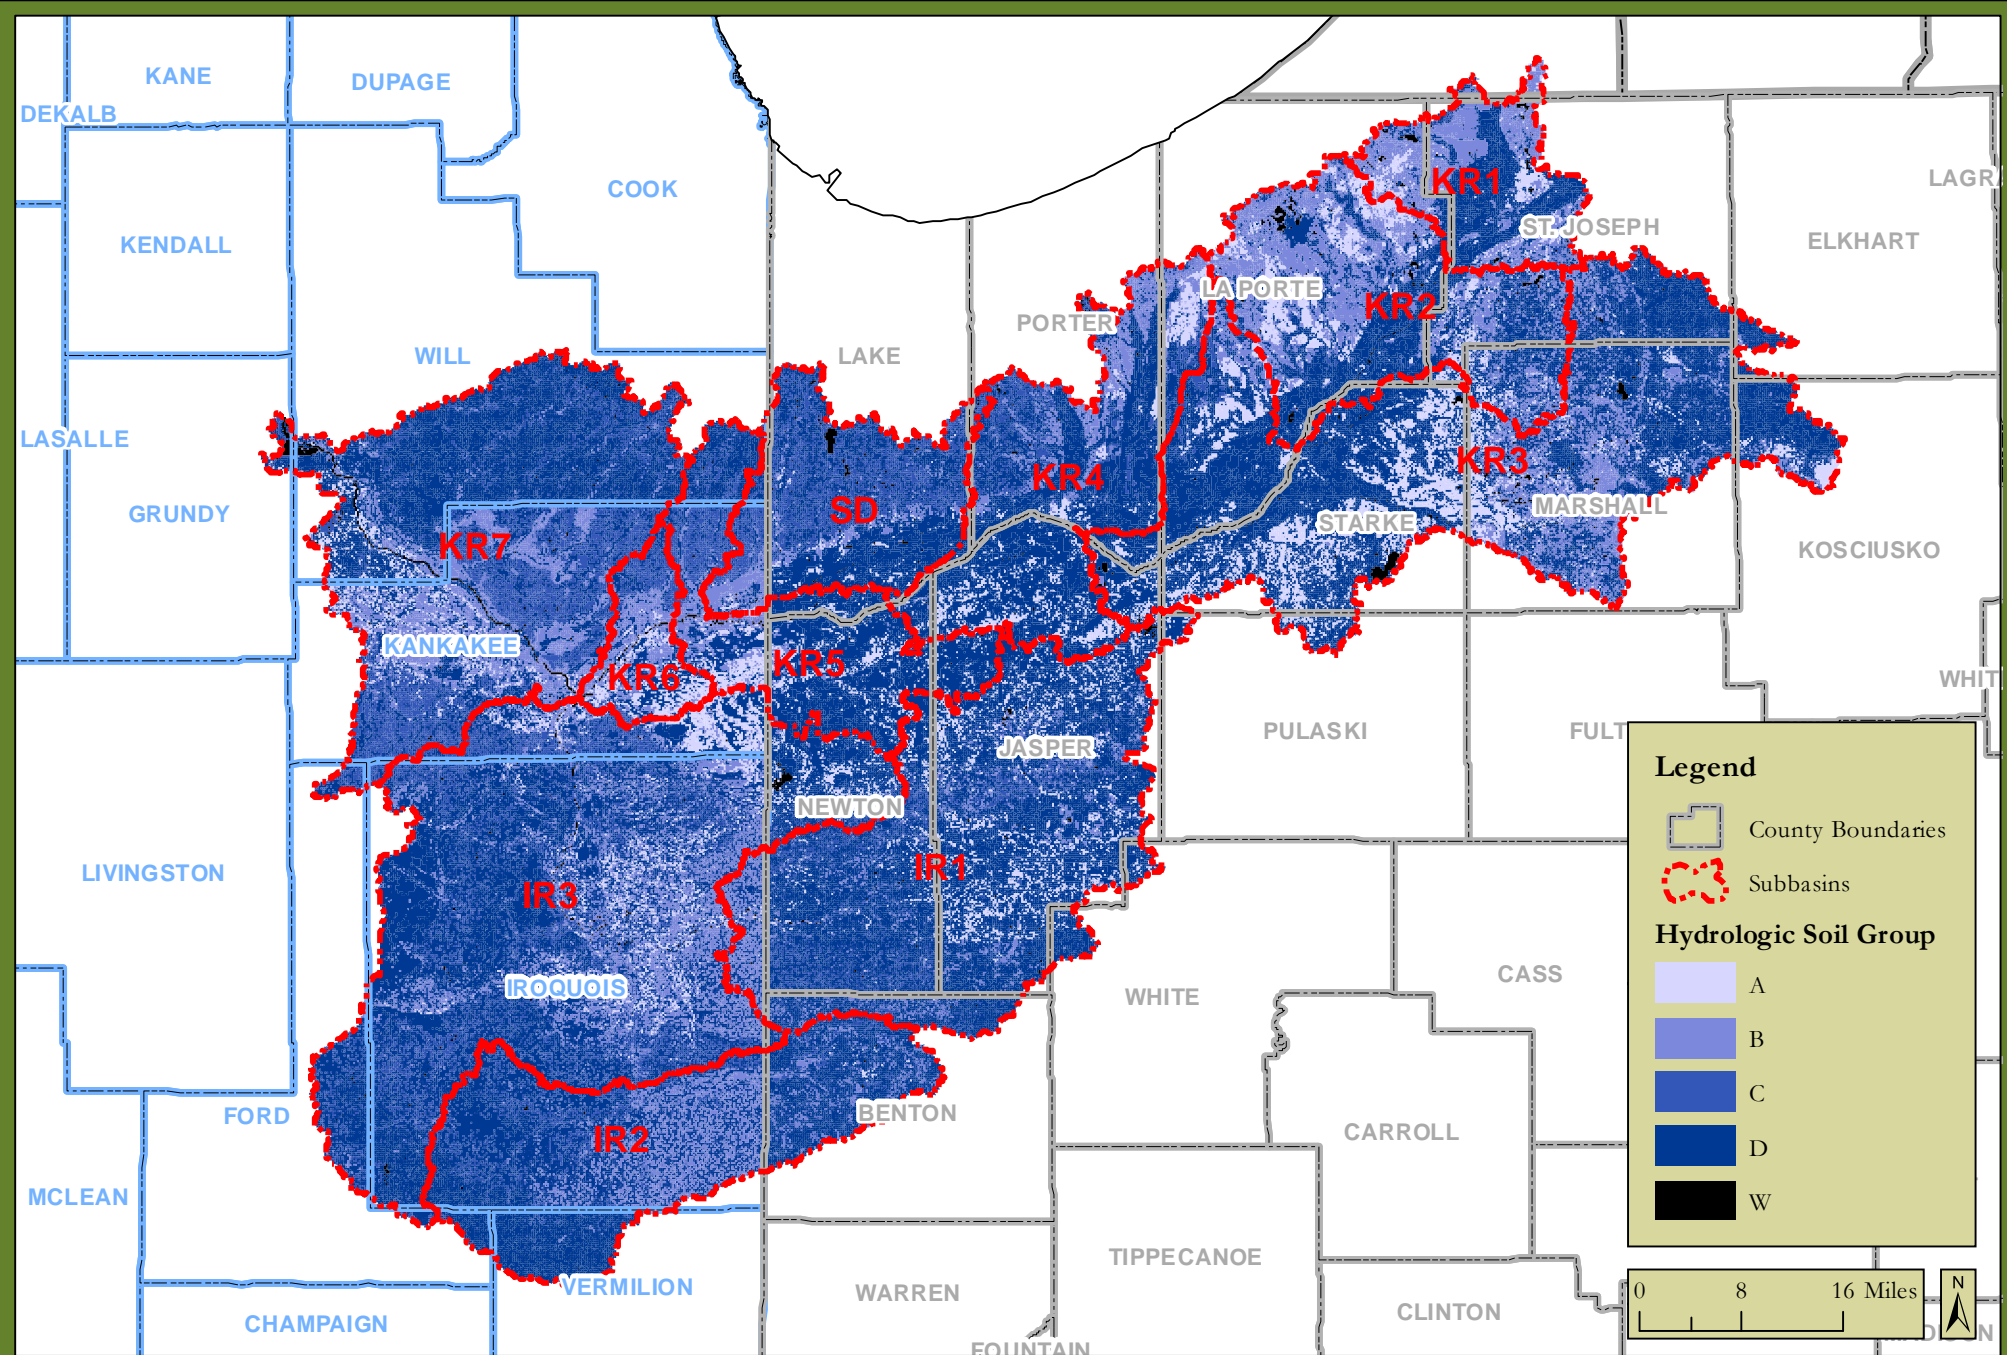 KANE
DUPAGE
DEKALB
COOK
LAGRA
ST. JOSEPH
ELKHART
KENDALL
KR1
LA PORTE
KR2
PORTER
WILL
LAKE
LASALLE
GRUNDY
KR4
KR3
SD
MARSHALL
STARKE
KR7
KOSCIUSKO
KANKAKEE
KR6
KR5
WHIT
PULASKI
FULT
JASPER
NEWTON
LIVINGSTON
IR3
IR1
IROQUOIS
WHITE
CASS
FORD
BENTON
IR2
CARROLL
MCLEAN
VERMILION
TIPPECANOE
WARREN
CLINTON
CHAMPAIGN
FOUNTAIN
Legend
County Boundaries
Subbasins
Hydrologic Soil Group
A
B
C
D
W
0 8 16 Miles
N